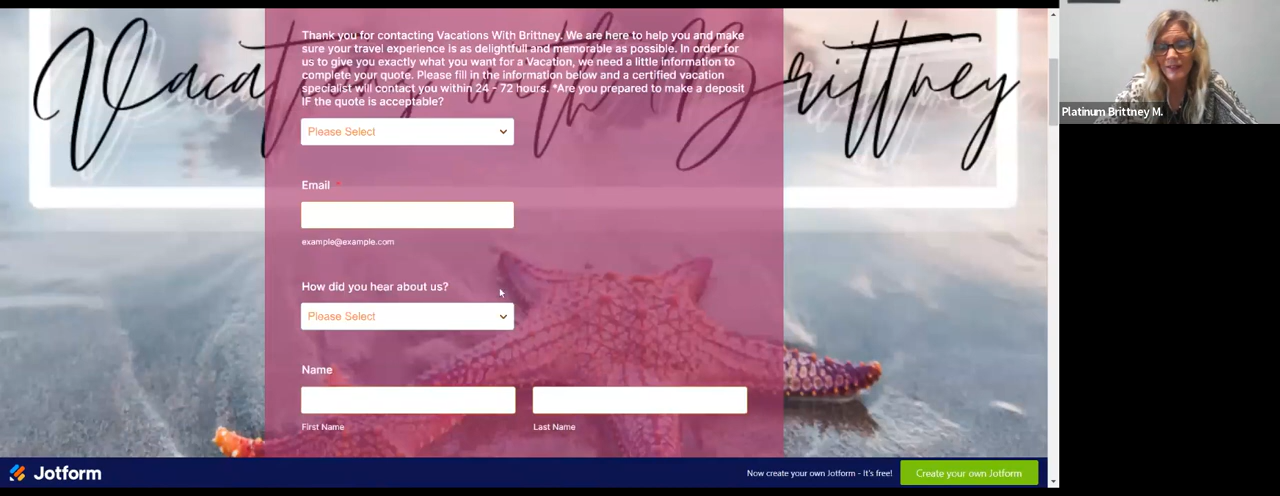 Vacations with Brittney
Thank you for contacting Vacations With Brittney. We are here to help you and make
sure your travel experience is as delightfull and memorable as possible. In order for
us to give you exactly what you want for a Vacation, we need a little information to
complete your quote. Please fill in the information below and a certified vacation
specialist will contact you within 24 - 72 hours. *Are you prepared to make a deposit
IF the quote is acceptable?
Please Select
Email *
example@example.com
How did you hear about us?
Please Select
Name
First Name
Last Name
Jotform
Now create your own Jotform - It's free!
Create your own Jotform
Platinum Brittney M.